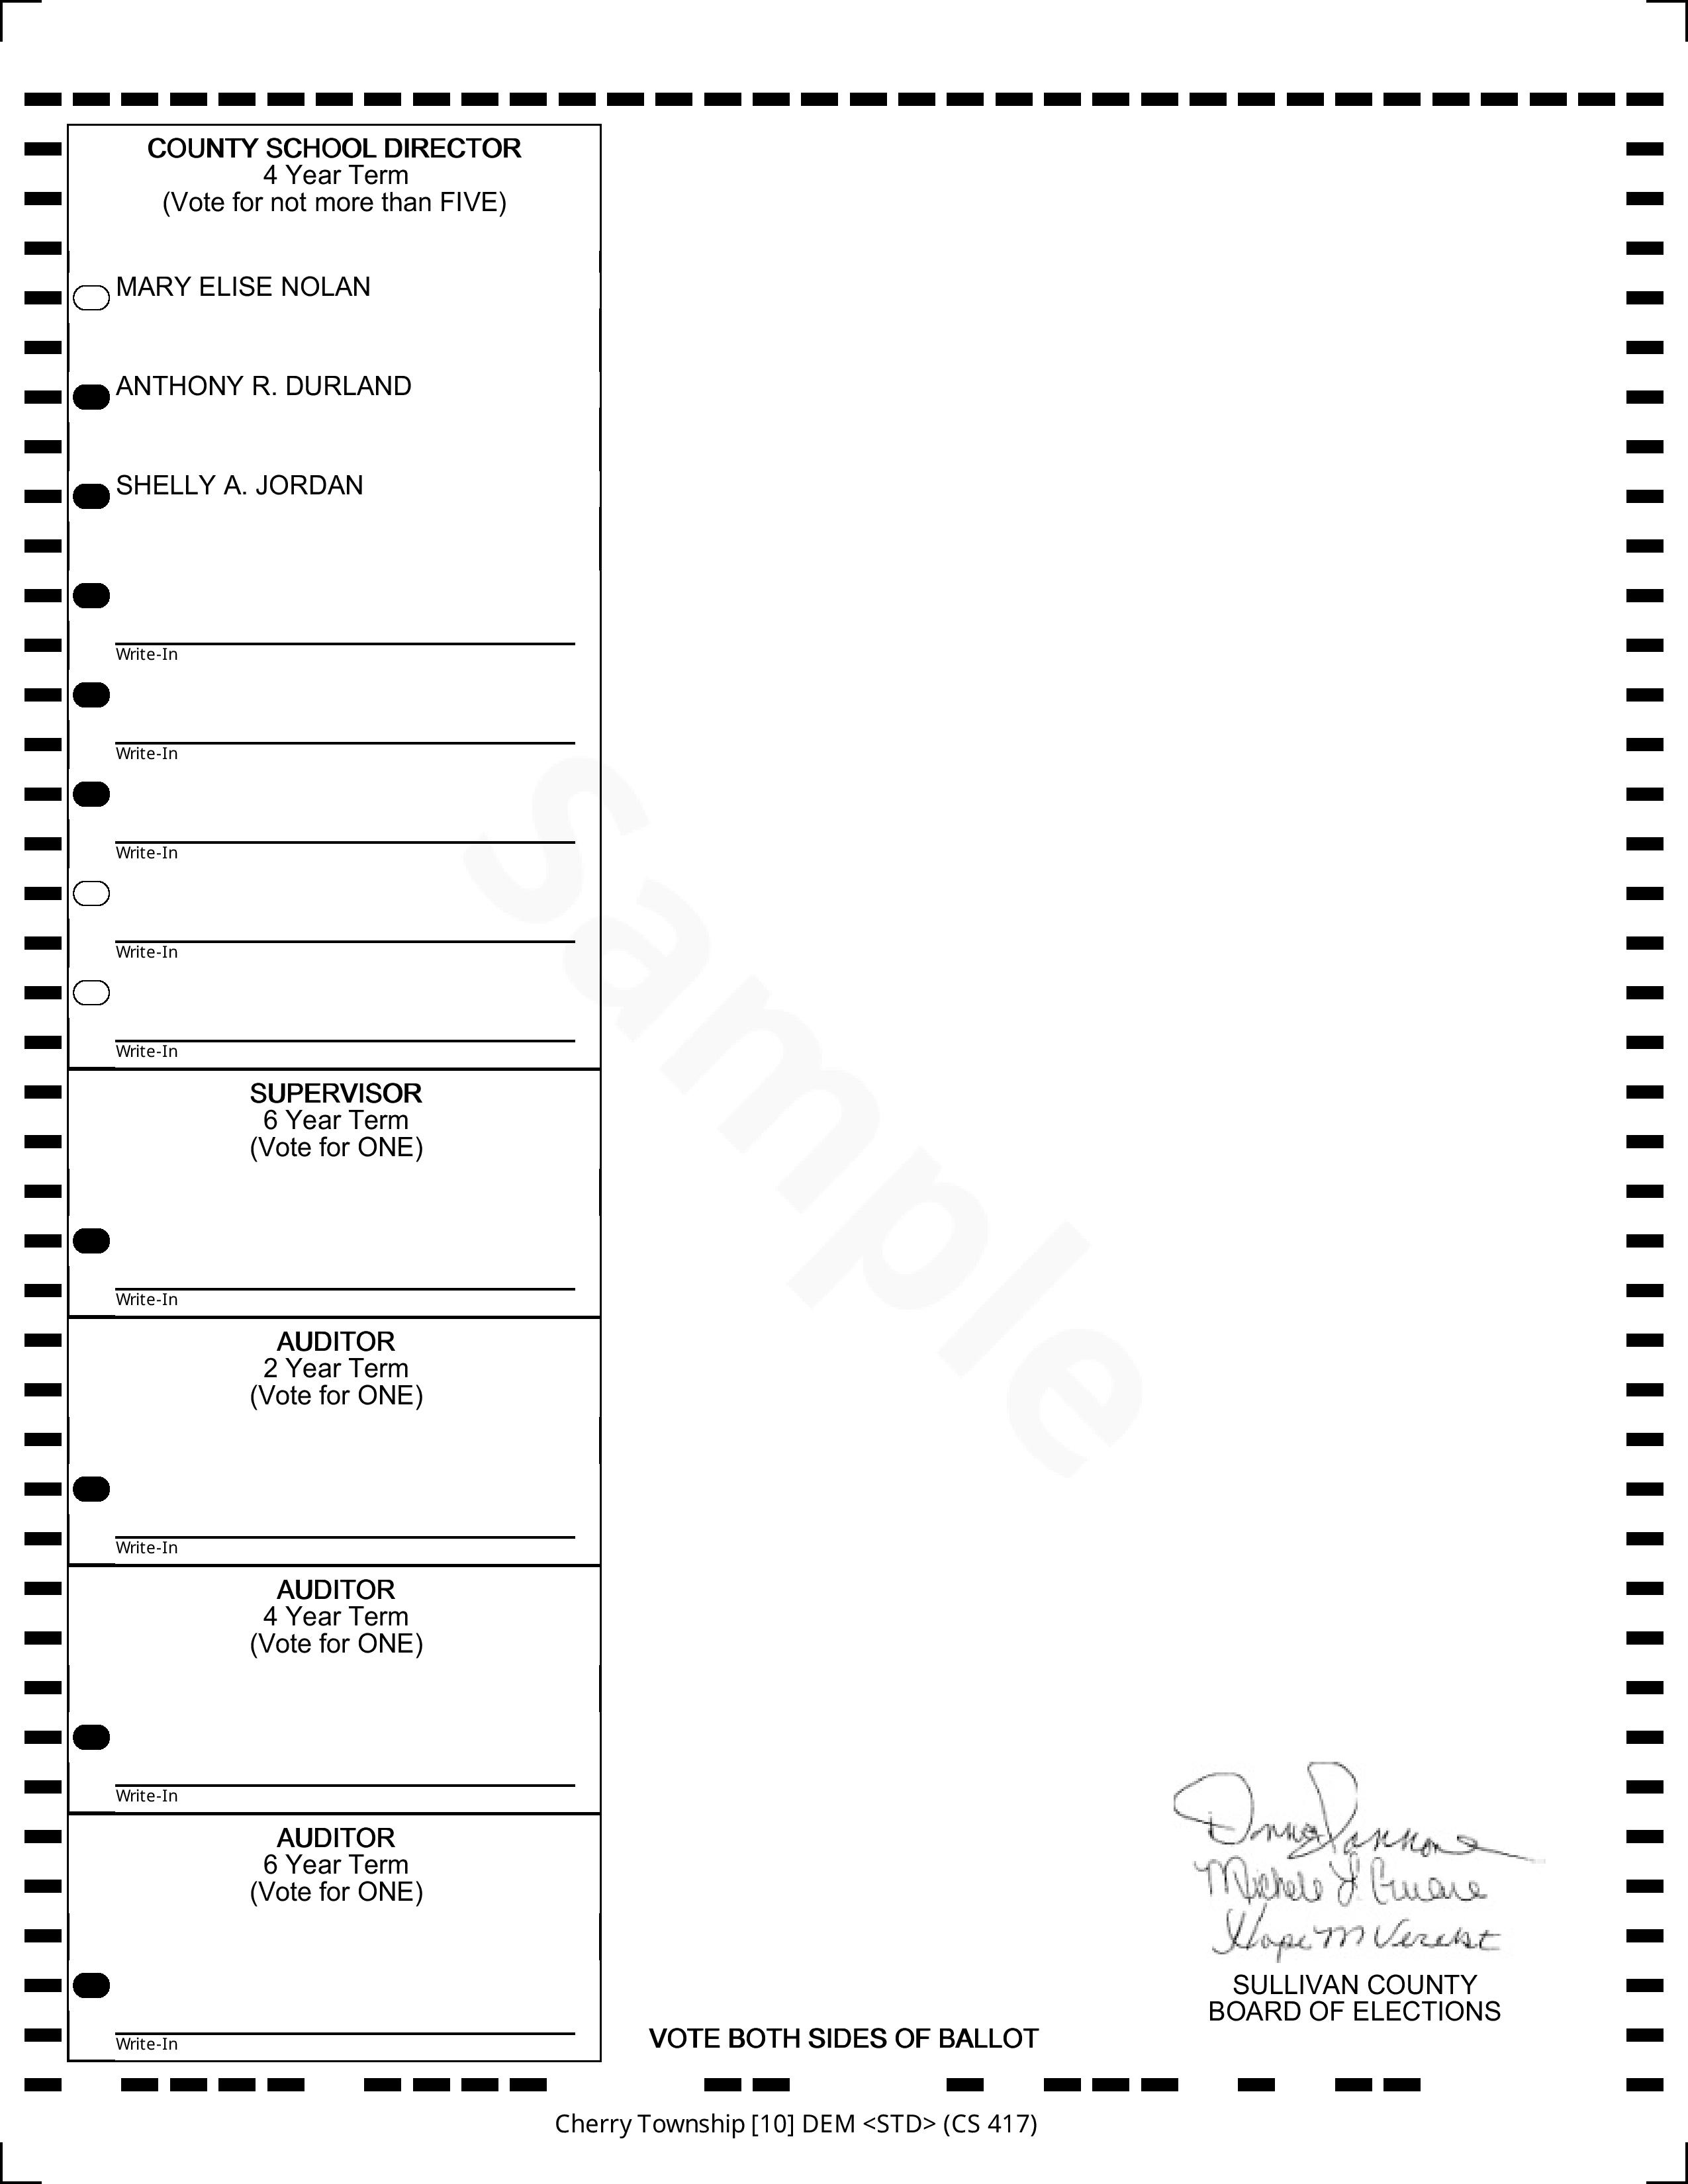 COUNTY SCHOOL DIRECTOR
4 Year Term
(Vote for not more than FIVE)
MARY ELISE NOLAN
ANTHONY R. DURLAND
SHELLY A. JORDAN
Write-In
Write-In
Write-In
Write-In
Write-In
SUPERVISOR
6 Year Term
(Vote for ONE)
Write-In
AUDITOR
2 Year Term
(Vote for ONE)
Write-In
AUDITOR
4 Year Term
(Vote for ONE)
Write-In
AUDITOR
6 Year Term
(Vote for ONE)
Write-In
Sample
Donna
Michele
Hope M Verelst
SULLIVAN COUNTY
BOARD OF ELECTIONS
VOTE BOTH SIDES OF BALLOT
Cherry Township [10] DEM <STD> (CS 417)